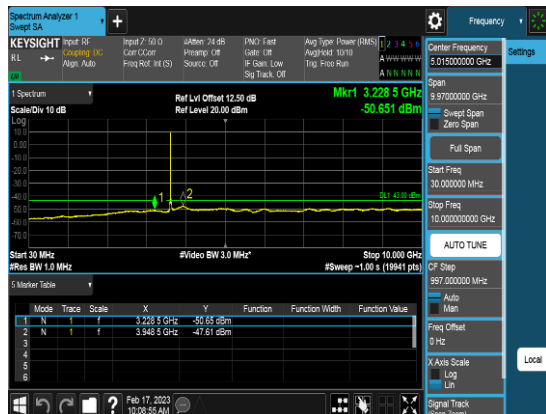 Spectrum Analyzer 1
Swept SA
Frequency
KEYSIGHT
Input: RF
Coupling: DC
Align: Auto
Input Z: 50 Ω
Corr CCorr
Freq Ref: Int (S)
#Atten: 24 dB
Preamp: Off
Source: Off
PNO: Fast
Gate: Off
IF Gain: Low
Sig Track: Off
Avg Type: Power (RMS)
Avg|Hold: 10/10
Trig: Free Run
1 2 3 4 5 6
A W W W W W
A N N N N N
RL
LV
1 Spectrum
Scale/Div 10 dB
Log
Ref Lvl Offset 12.50 dB
Ref Level 20.00 dBm
Mkr1 3.228 5 GHz
-50.651 dBm
10.0
0.00
-10.0
-20.0
-30.0
-40.0
-50.0
-60.0
-70.0
1
2
Start 30 MHz
#Res BW 1.0 MHz
#Video BW 3.0 MHz*
Stop 10.000 GHz
#Sweep ~1.00 s (19941 pts)
5 Marker Table
Mode Trace Scale X Y Function Function Width Function Value
1 N 1 f 3.228 5 GHz -50.65 dBm
2 N 1 f 3.948 5 GHz -47.61 dBm
3
4
5
6
Feb 17, 2023
10:08:55 AM
Center Frequency
5.015000000 GHz
Settings
Span
9.97000000 GHz
Swept Span
Zero Span
Full Span
Start Freq
30.000000 MHz
Stop Freq
10.000000000 GHz
AUTO TUNE
CF Step
997.000000 MHz
Auto
Man
Freq Offset
0 Hz
X Axis Scale
Log
Lin
Local
Signal Track
(Span Zoom)